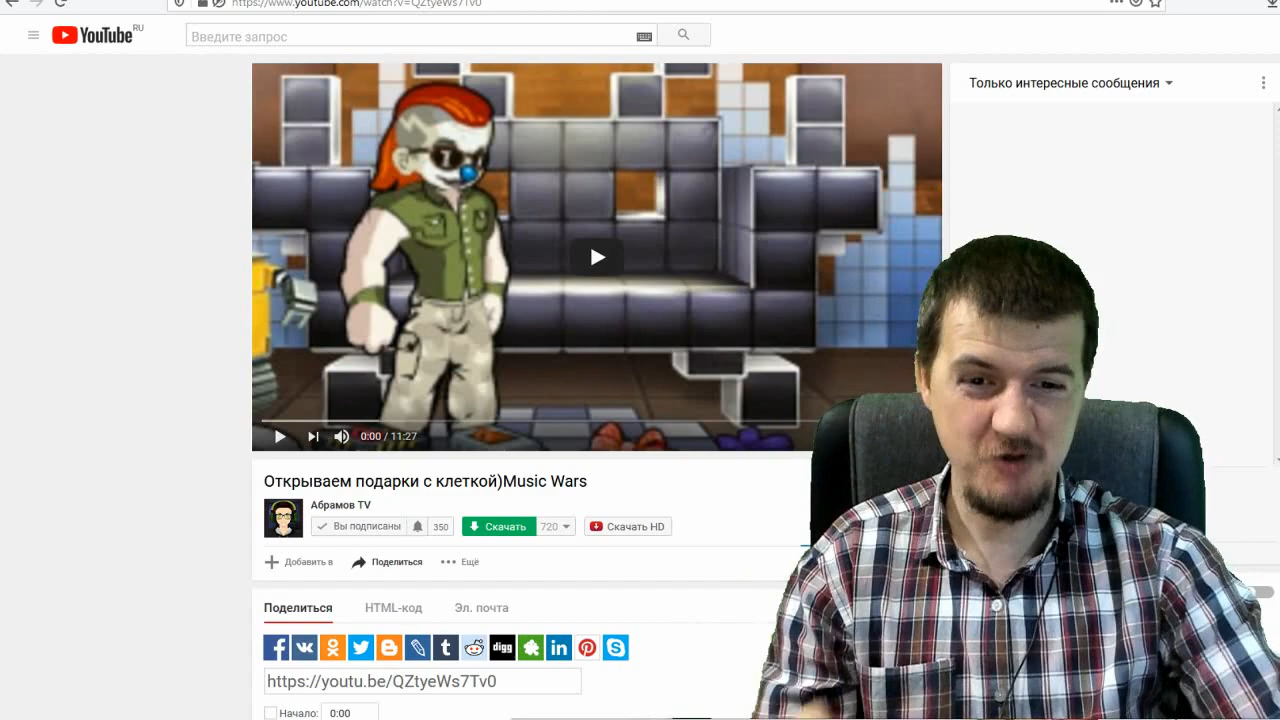 https://www.youtube.com/watch?v=QZtyeWs7Tv0
YouTube RU
Введите запрос
Только интересные сообщения
0:00 / 11:27
Открываем подарки с клеткой)Music Wars
Абрамов TV
Вы подписаны 350
Скачать 720
Скачать HD
Добавить в
Поделиться
Ещё
Поделиться
HTML-код
Эл. почта
digg
https://youtu.be/QZtyeWs7Tv0
Начало: 0:00